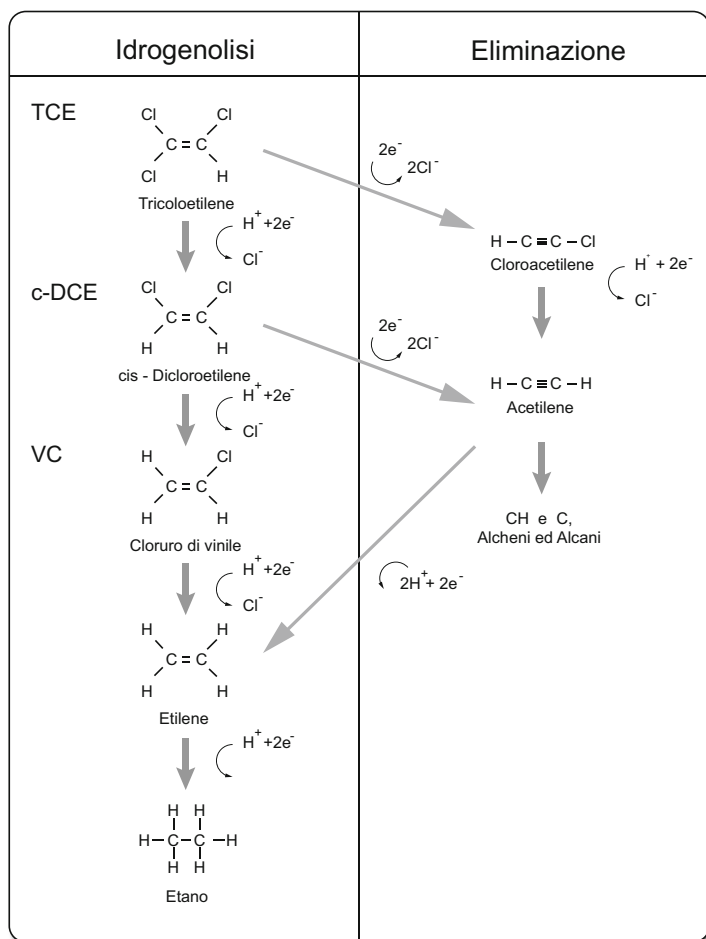 Idrogenolisi
Eliminazione
TCE
Cl Cl
C = C
Cl H
Tricoloetilene
2e-
2Cl-
H+ +2e-
Cl-
H – C ≡ C – Cl
Cloroacetilene
H+ + 2e-
Cl-
c-DCE
Cl Cl
C = C
H H
cis - Dicloroetilene
2e-
2Cl-
H+ +2e-
Cl-
H – C ≡ C – H
Acetilene
VC
H Cl
C = C
H H
Cloruro di vinile
CH e C,
Alcheni ed Alcani
H+ +2e-
Cl-
2H+ + 2e-
H H
C = C
H H
Etilene
H+ +2e-
H H
H – C – C – H
H H
Etano